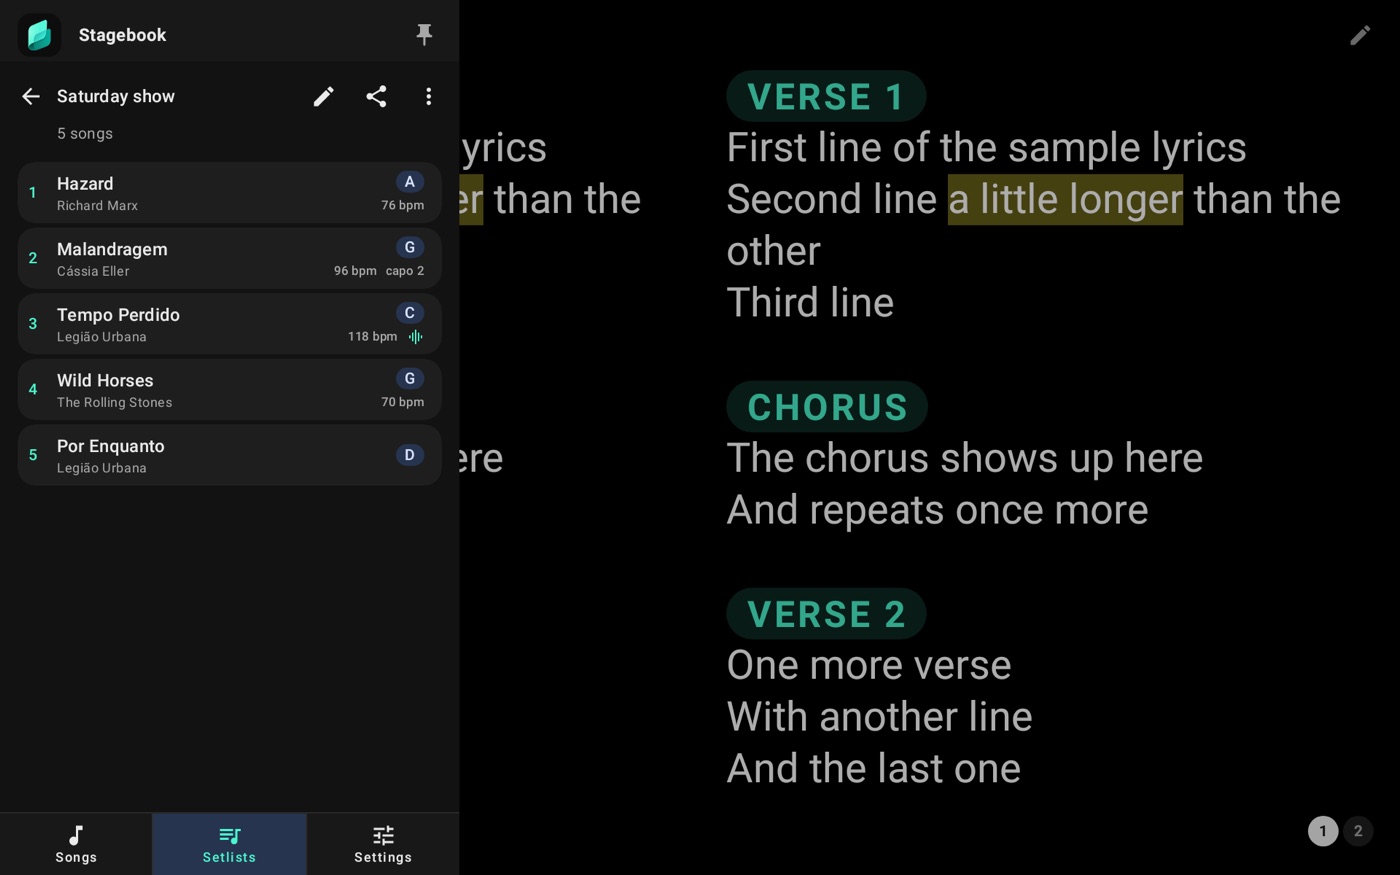 Stagebook
Saturday show
5 songs
1
Hazard
A
Richard Marx
76 bpm
2
Malandragem
G
Cássia Eller
96 bpm capo 2
3
Tempo Perdido
C
Legião Urbana
118 bpm
4
Wild Horses
G
The Rolling Stones
70 bpm
5
Por Enquanto
D
Legião Urbana
Songs
Setlists
Settings
yrics
er than the
ere
VERSE 1
First line of the sample lyrics
Second line a little longer than the
other
Third line
CHORUS
The chorus shows up here
And repeats once more
VERSE 2
One more verse
With another line
And the last one
1 2